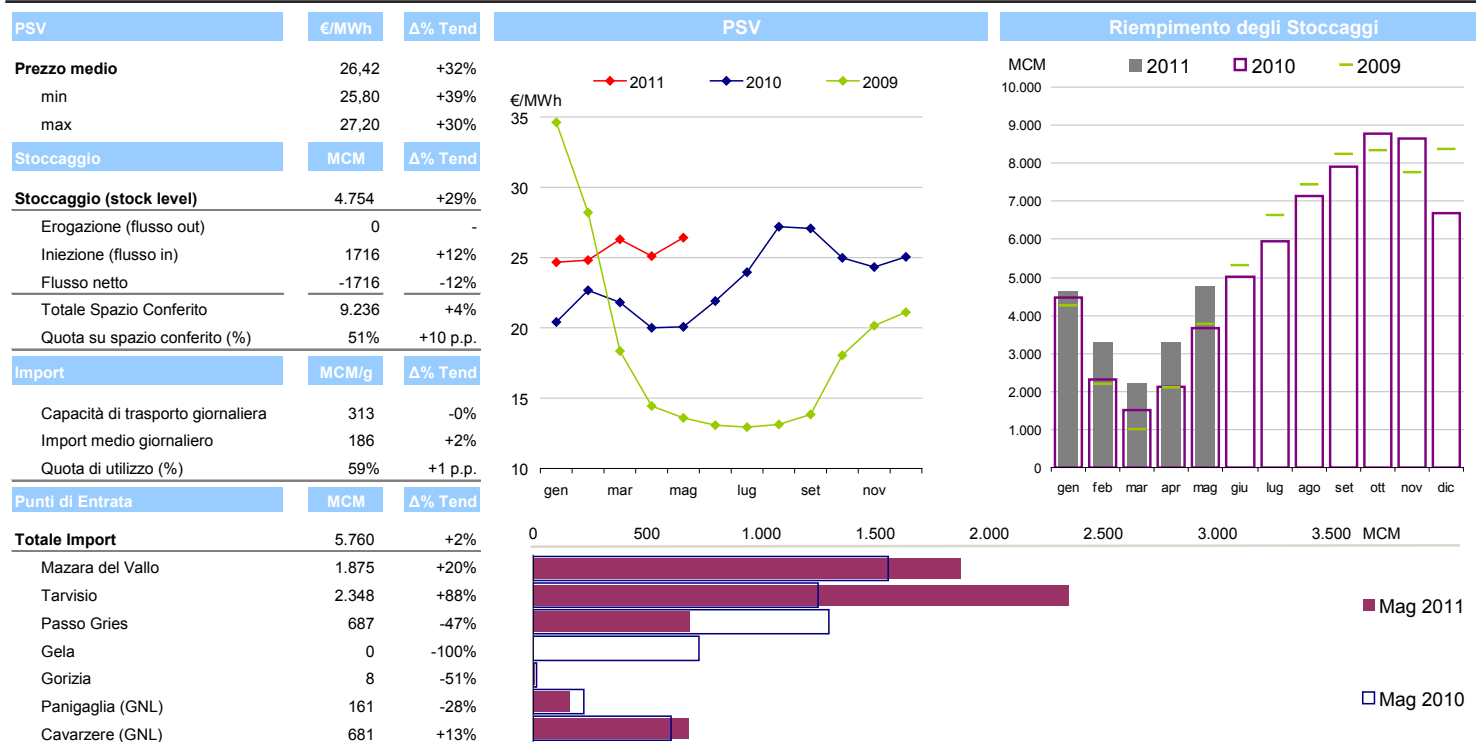 PSV €/MWh Δ% Tend
Prezzo medio 26,42 +32%
min 25,80 +39%
max 27,20 +30%
Stoccaggio MCM Δ% Tend
Stoccaggio (stock level) 4.754 +29%
Erogazione (flusso out) 0 -
Iniezione (flusso in) 1716 +12%
Flusso netto -1716 -12%
Totale Spazio Conferito 9.236 +4%
Quota su spazio conferito (%) 51% +10 p.p.
Import MCM/g Δ% Tend
Capacità di trasporto giornaliera 313 -0%
Import medio giornaliero 186 +2%
Quota di utilizzo (%) 59% +1 p.p.
Punti di Entrata MCM Δ% Tend
Totale Import 5.760 +2%
Mazara del Vallo 1.875 +20%
Tarvisio 2.348 +88%
Passo Gries 687 -47%
Gela 0 -100%
Gorizia 8 -51%
Panigaglia (GNL) 161 -28%
Cavarzere (GNL) 681 +13%
PSV
2011 2010 2009
€/MWh
35
30
25
20
15
10
gen mar mag lug set nov
Riempimento degli Stoccaggi
MCM 2011 2010 2009
10.000
9.000
8.000
7.000
6.000
5.000
4.000
3.000
2.000
1.000
0
gen feb mar apr mag giu lug ago set ott nov dic
0 500 1.000 1.500 2.000 2.500 3.000 3.500 MCM
Mag 2011
Mag 2010